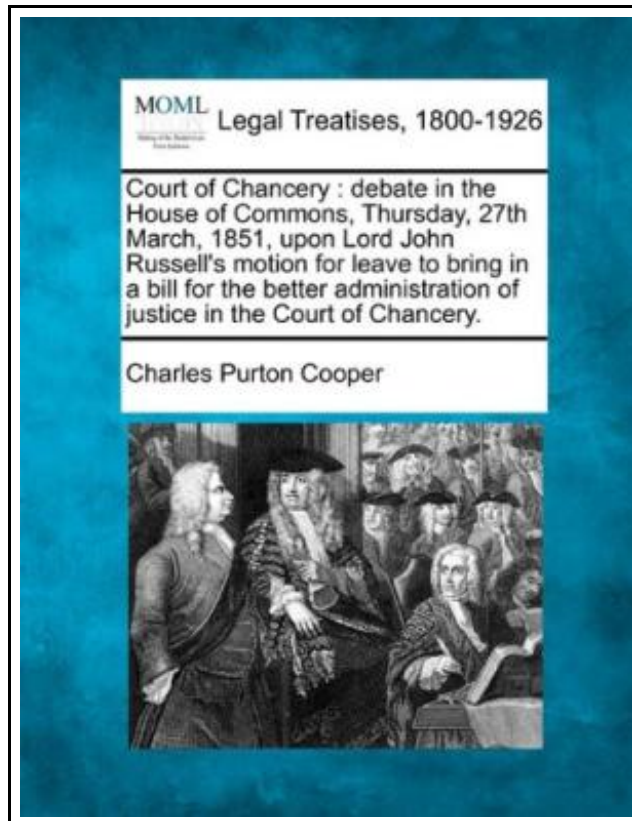 MOML
Legal Treatises, 1800-1926
Court of Chancery : debate in the
House of Commons, Thursday, 27th
March, 1851, upon Lord John
Russell's motion for leave to bring in
a bill for the better administration of
justice in the Court of Chancery.
Charles Purton Cooper